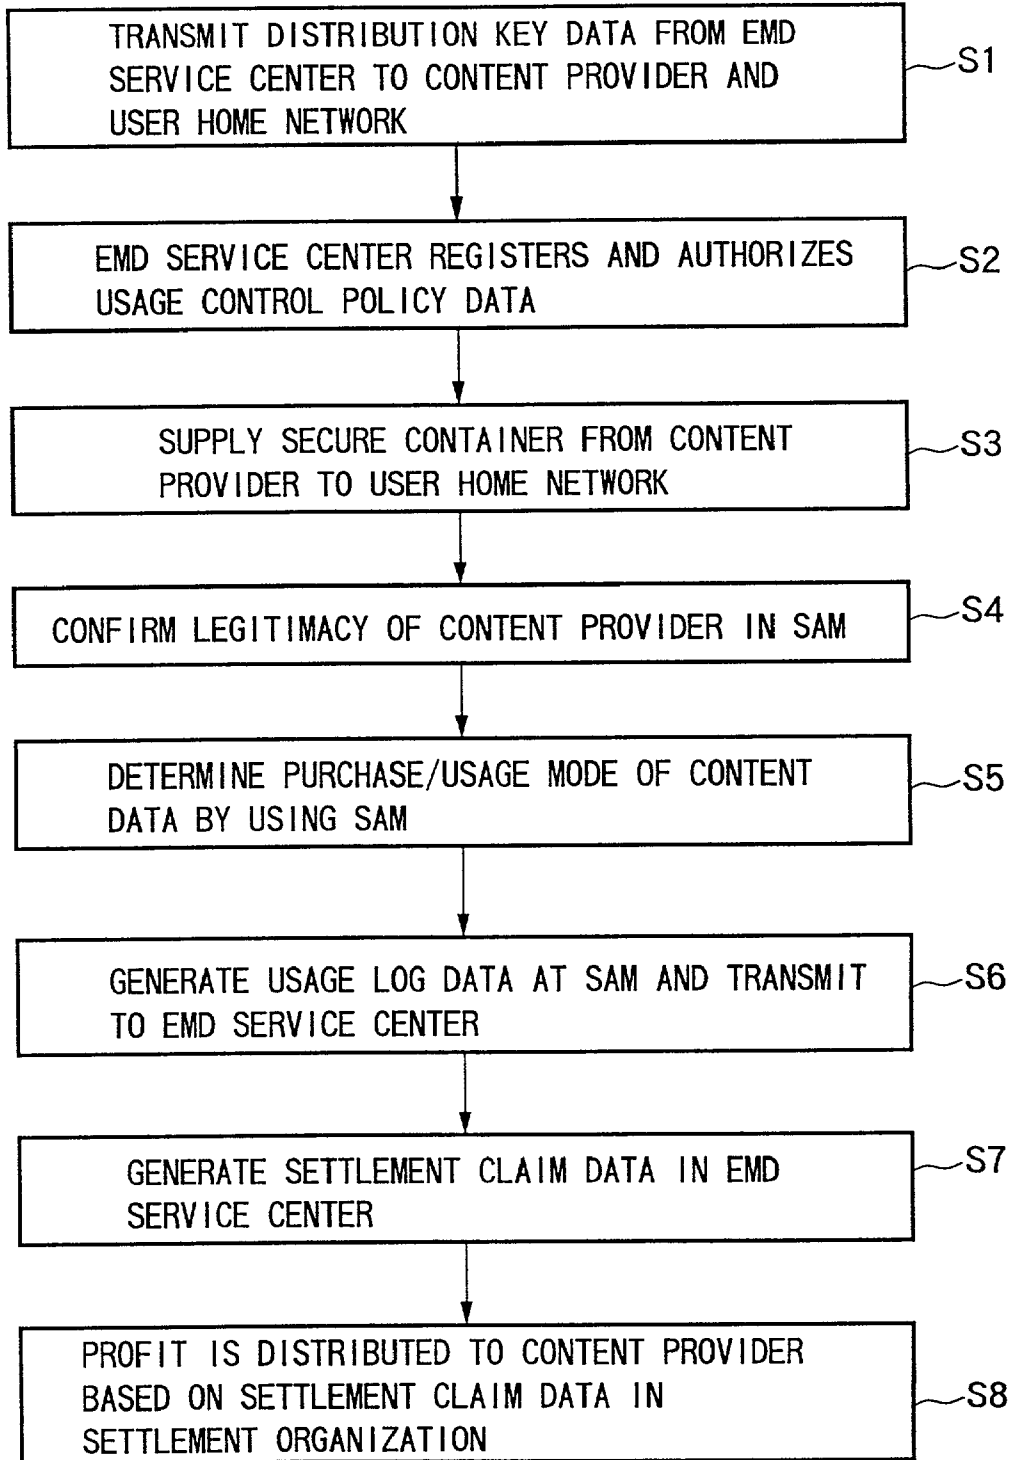 TRANSMIT DISTRIBUTION KEY DATA FROM EMD
SERVICE CENTER TO CONTENT PROVIDER AND
USER HOME NETWORK
S1
EMD SERVICE CENTER REGISTERS AND AUTHORIZES
USAGE CONTROL POLICY DATA
S2
SUPPLY SECURE CONTAINER FROM CONTENT
PROVIDER TO USER HOME NETWORK
S3
CONFIRM LEGITIMACY OF CONTENT PROVIDER IN SAM
S4
DETERMINE PURCHASE/USAGE MODE OF CONTENT
DATA BY USING SAM
S5
GENERATE USAGE LOG DATA AT SAM AND TRANSMIT
TO EMD SERVICE CENTER
S6
GENERATE SETTLEMENT CLAIM DATA IN EMD
SERVICE CENTER
S7
PROFIT IS DISTRIBUTED TO CONTENT PROVIDER
BASED ON SETTLEMENT CLAIM DATA IN
SETTLEMENT ORGANIZATION
S8